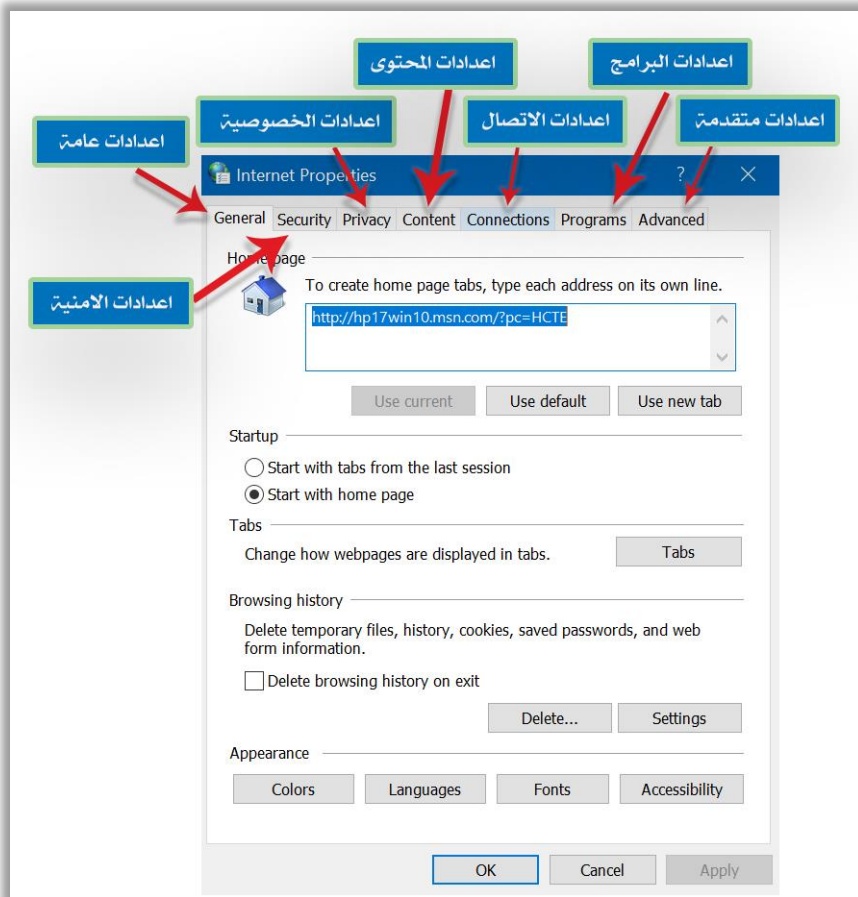 اعدادات المحتوى
اعدادات البرامج
اعدادات عامة
اعدادات الخصوصية
اعدادات الاتصال
اعدادات متقدمة
Internet Properties
?
General Security Privacy Content Connections Programs Advanced
اعدادات الامنية
Home page
To create home page tabs, type each address on its own line.
http://hp17win10.msn.com/?pc=HCTE
Use current Use default Use new tab
Startup
Start with tabs from the last session
Start with home page
Tabs
Change how webpages are displayed in tabs.
Tabs
Browsing history
Delete temporary files, history, cookies, saved passwords, and web
form information.
Delete browsing history on exit
Delete... Settings
Appearance
Colors Languages Fonts Accessibility
OK Cancel Apply